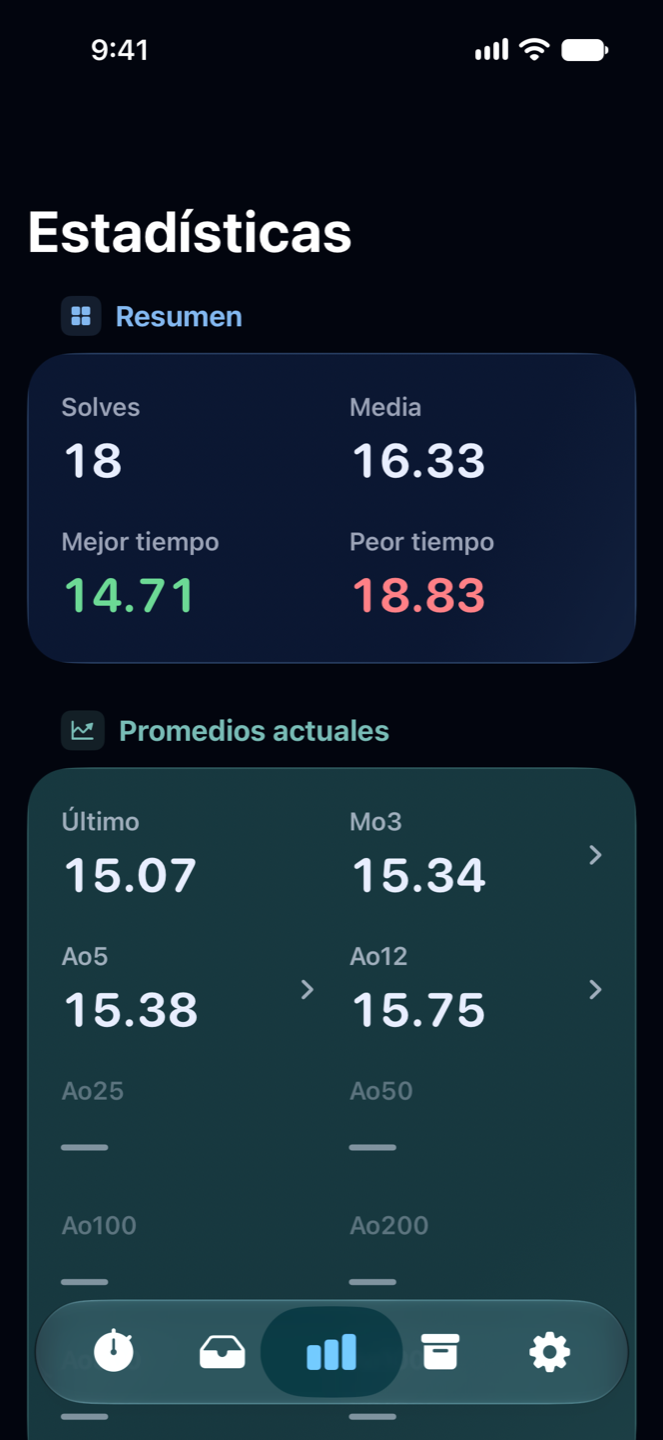 9:41
Estadísticas
Resumen
Solves
Media
18
16.33
Mejor tiempo
Peor tiempo
14.71
18.83
Promedios actuales
Último
Mo3
15.07
15.34
Ao5
Ao12
15.38
15.75
Ao25
Ao50
—
—
Ao100
Ao200
—
—
—
—